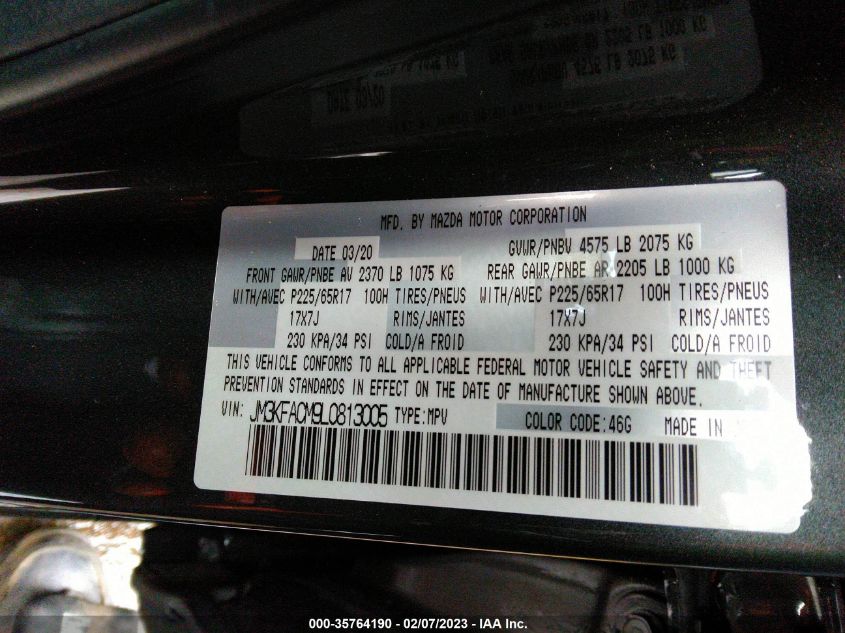 MFD. BY MAZDA MOTOR CORPORATION
DATE 03/20 GVWR/PNBV 4575 LB 2075 KG
FRONT GAWR/PNBE AV 2370 LB 1075 KG REAR GAWR/PNBE AR 2205 LB 1000 KG
WITH/AVEC P225/65R17 100H TIRES/PNEUS WITH/AVEC P225/65R17 100H TIRES/PNEUS
17X7J RIMS/JANTES 17X7J RIMS/JANTES
230 KPA/34 PSI COLD/A FROID 230 KPA/34 PSI COLD/A FROID
THIS VEHICLE CONFORMS TO ALL APPLICABLE FEDERAL MOTOR VEHICLE SAFETY AND THEFT
PREVENTION STANDARDS IN EFFECT ON THE DATE OF MANUFACTURE SHOWN ABOVE.
VIN: JM3KFACM9L0813005 TYPE:MPV COLOR CODE:46G MADE IN
000-35764190 - 02/07/2023 - IAA Inc.